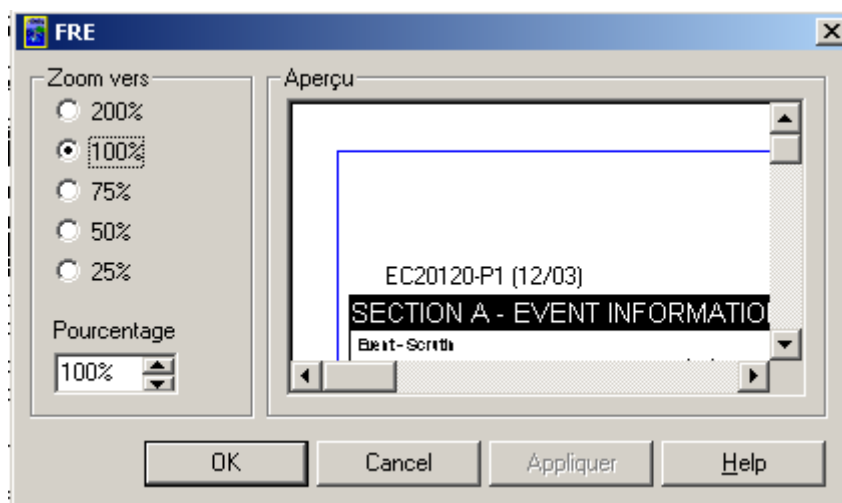 FRE
Zoom vers
200%
100%
75%
50%
25%
Pourcentage
100%
Aperçu
EC20120-P1 (12/03)
SECTION A - EVENT INFORMATIO
OK
Cancel
Appliquer
Help